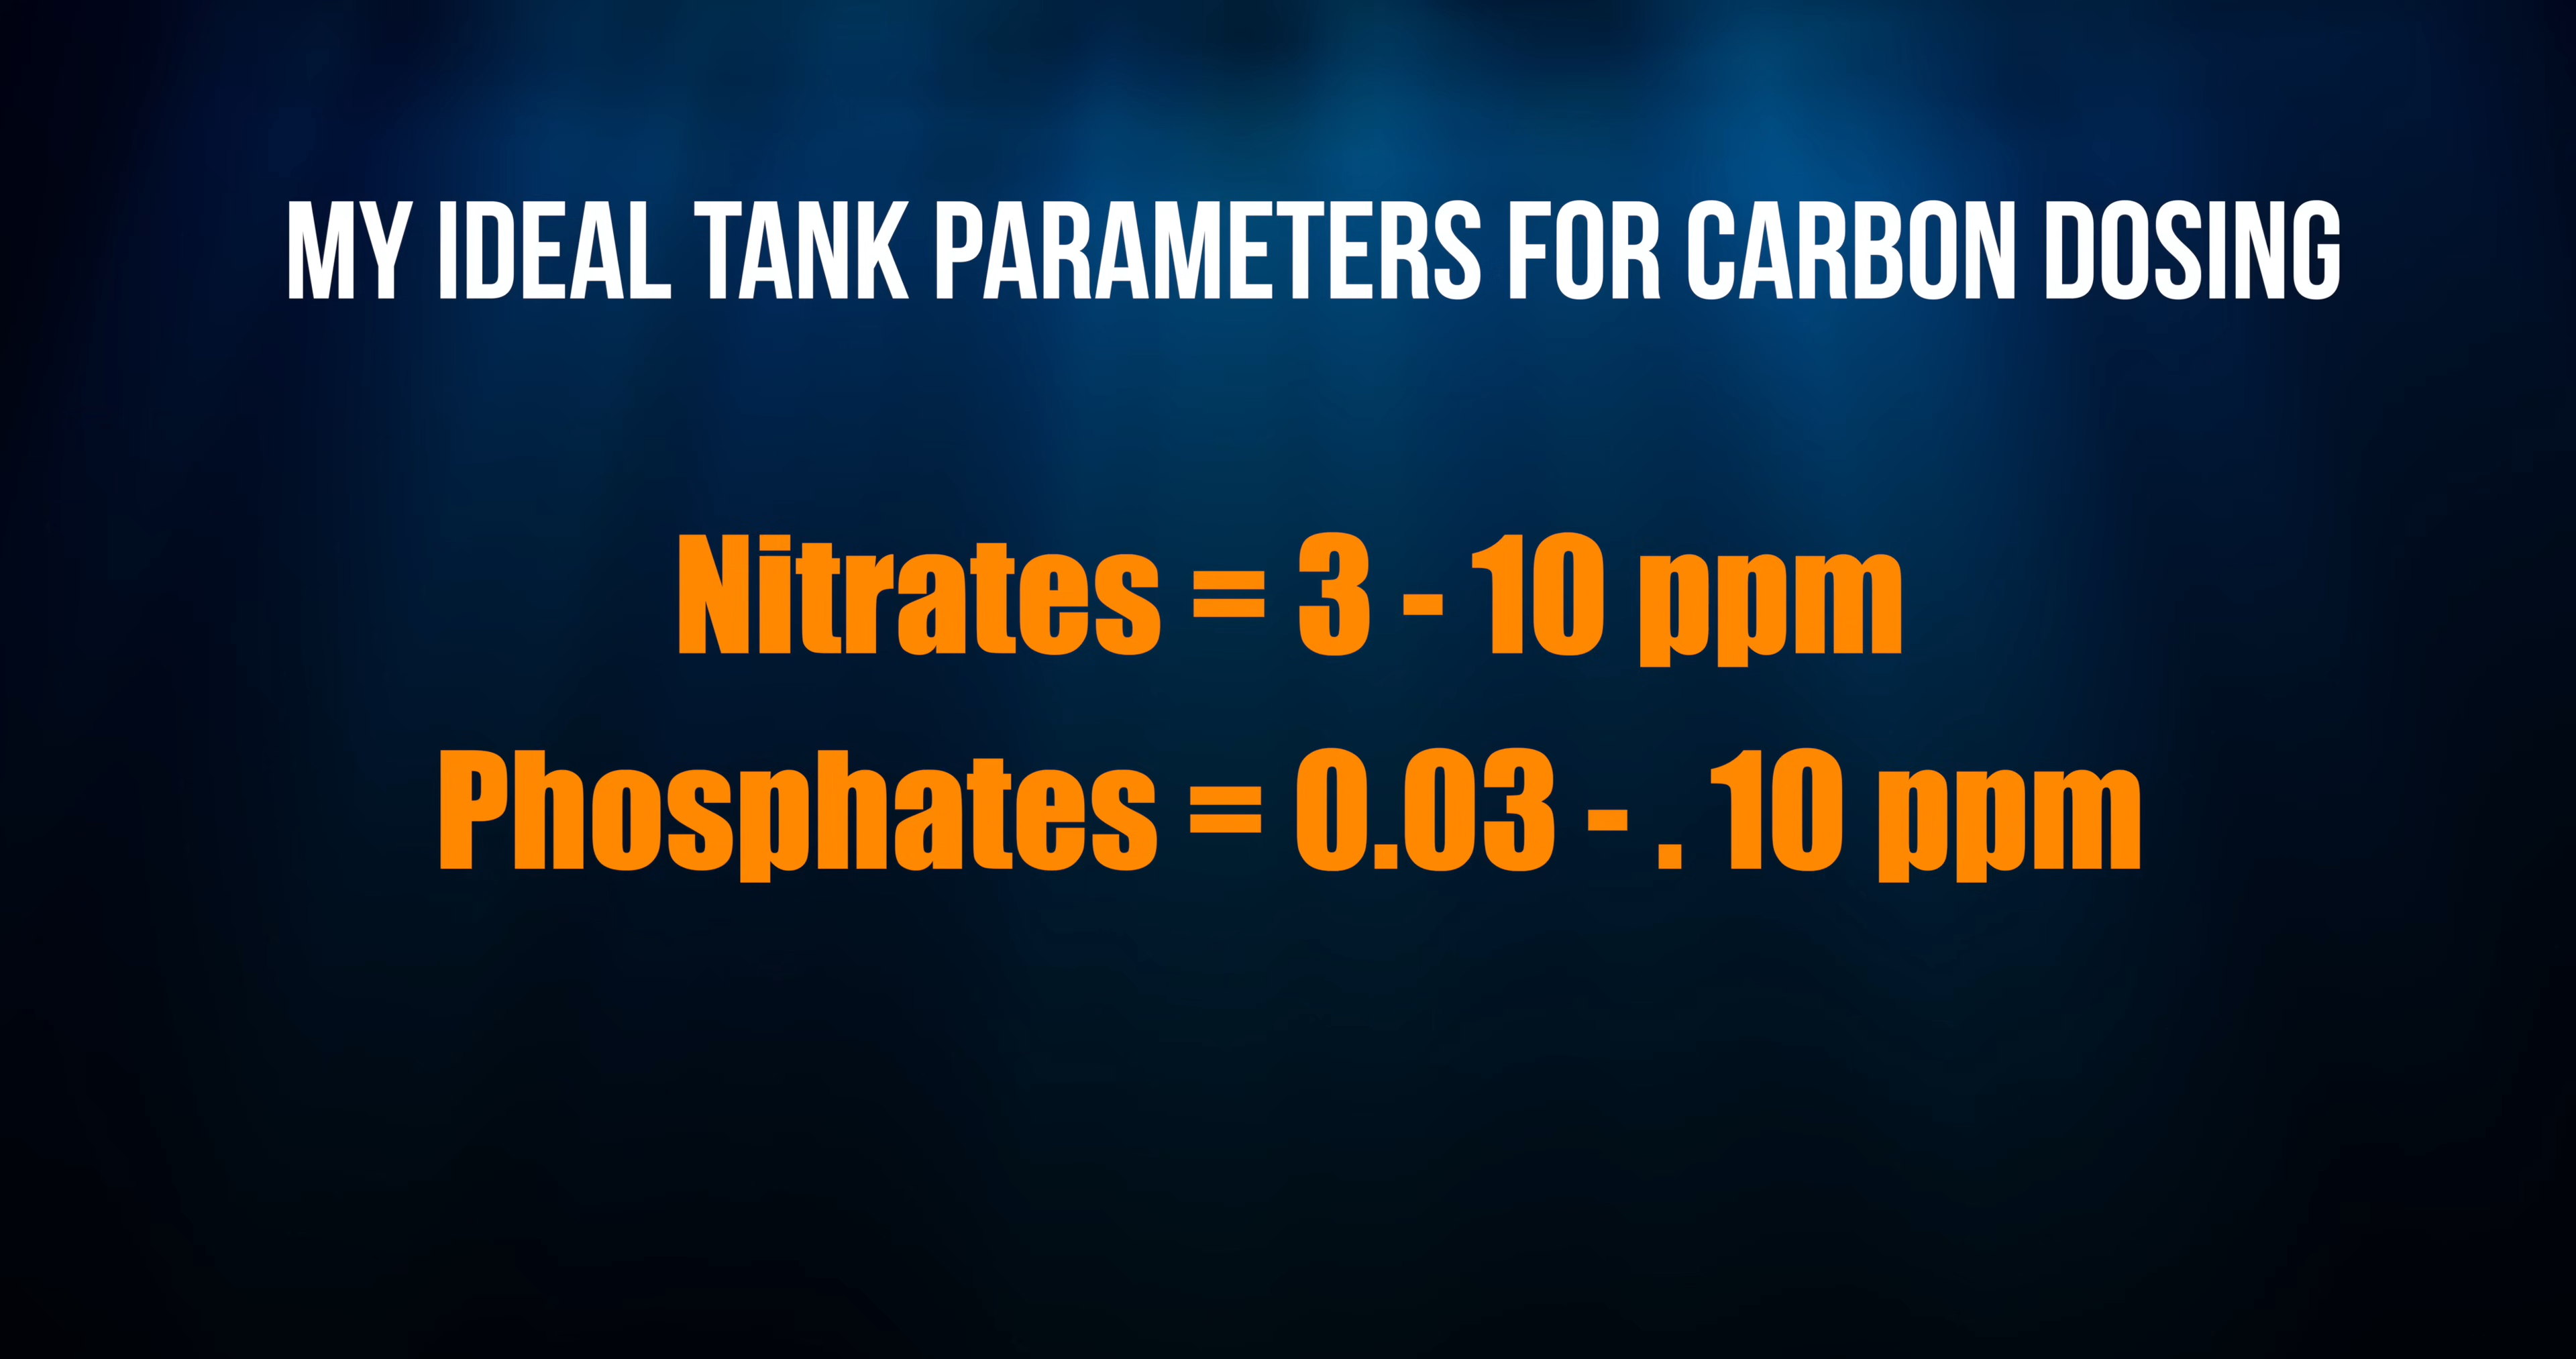 MY IDEAL TANK PARAMETERS FOR CARBON DOSING
Nitrates = 3 - 10 ppm
Phosphates = 0.03 - . 10 ppm